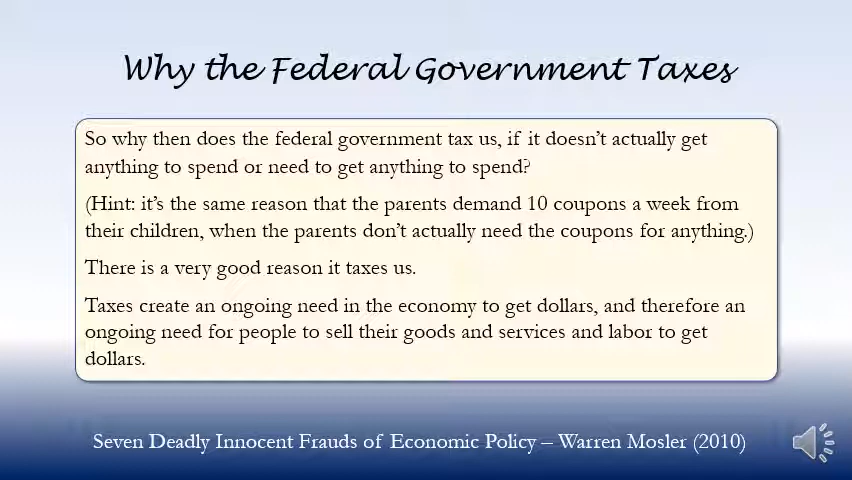 Why the Federal Government Taxes
So why then does the federal government tax us, if it doesn’t actually get
anything to spend or need to get anything to spend?
(Hint: it’s the same reason that the parents demand 10 coupons a week from
their children, when the parents don’t actually need the coupons for anything.)
There is a very good reason it taxes us.
Taxes create an ongoing need in the economy to get dollars, and therefore an
ongoing need for people to sell their goods and services and labor to get
dollars.
Seven Deadly Innocent Frauds of Economic Policy – Warren Mosler (2010)